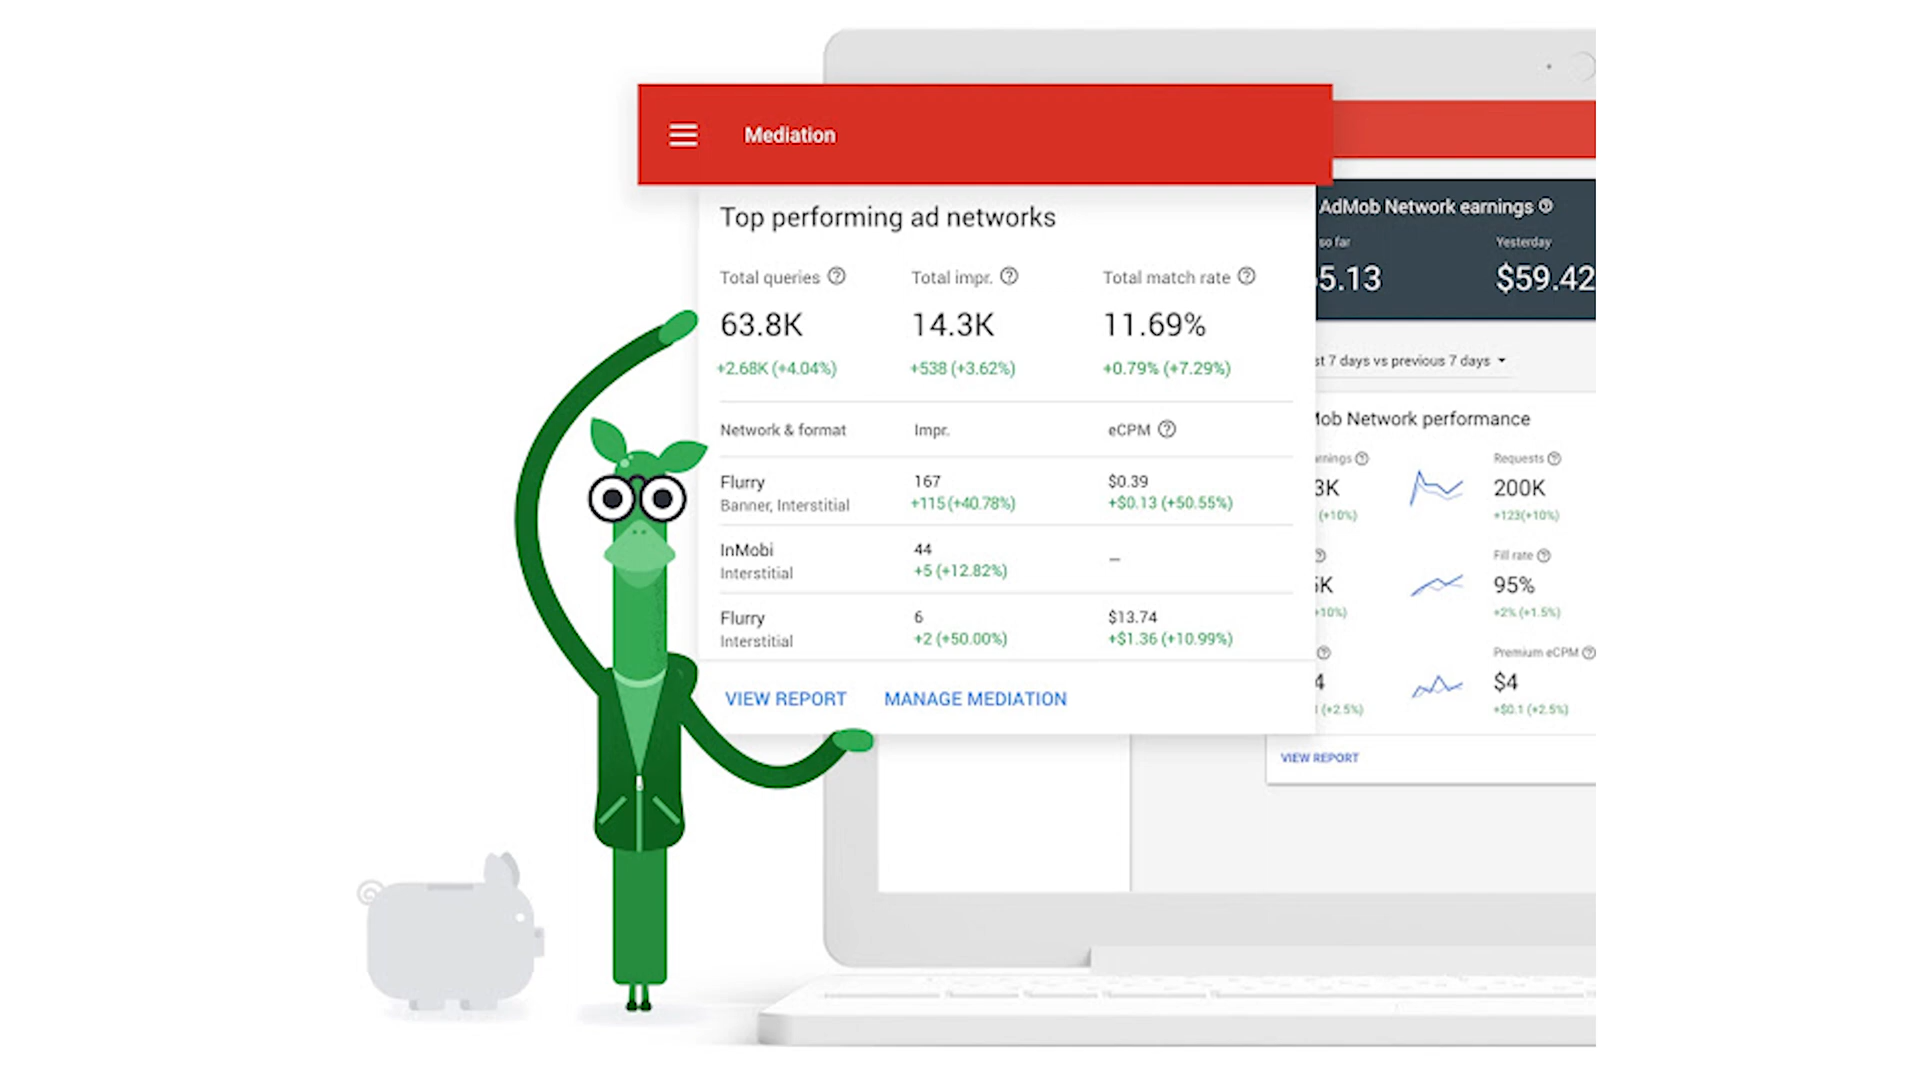 Mediation
Top performing ad networks
Total queries Total impr. Total match rate
63.8K 14.3K 11.69%
+2.68K (+4.04%) +538 (+3.62%) +0.79% (+7.29%)
Network & format Impr. eCPM
Flurry 167 $0.39
Banner, Interstitial +115 (+40.78%) +$0.13 (+50.55%)
InMobi 44 –
Interstitial +5 (+12.82%)
Flurry 6 $13.74
Interstitial +2 (+50.00%) +$1.36 (+10.99%)
VIEW REPORT MANAGE MEDIATION
AdMob Network earnings
so far Yesterday
5.13 $59.42
7 days vs previous 7 days
Network performance
Requests
3K 200K
(+10%) +123(+10%)
Fill rate
K 95%
+10%) +2% (+1.5%)
Premium eCPM
4 $4
(+2.5%) +$0.1 (+2.5%)
VIEW REPORT